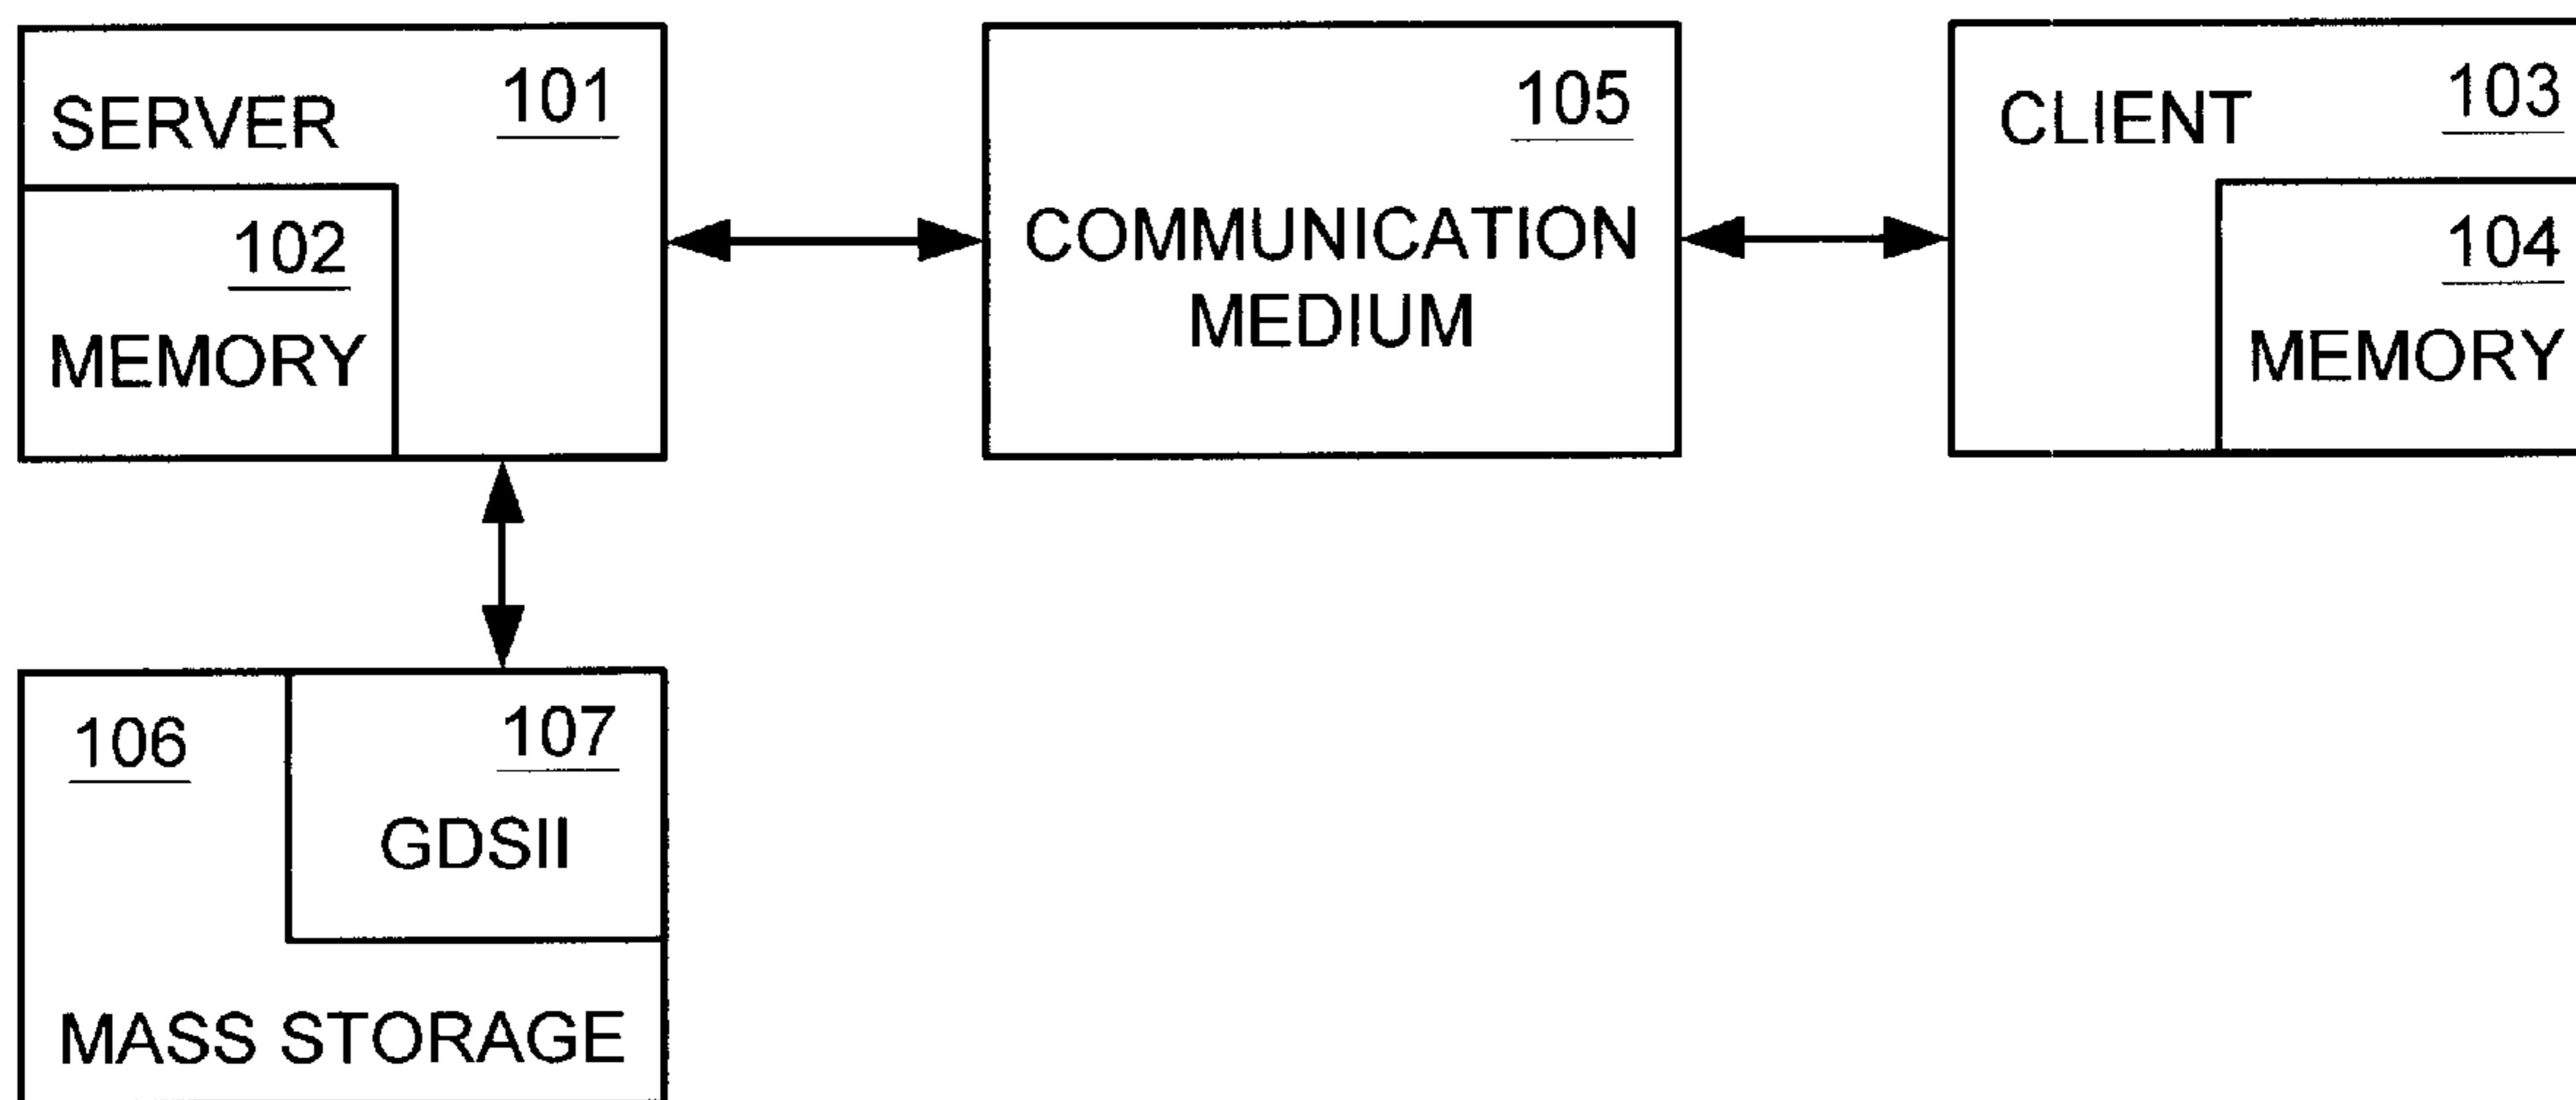 SERVER 101
102
MEMORY
105
COMMUNICATION
MEDIUM
CLIENT 103
104
MEMORY
106
107
GDSII
MASS STORAGE